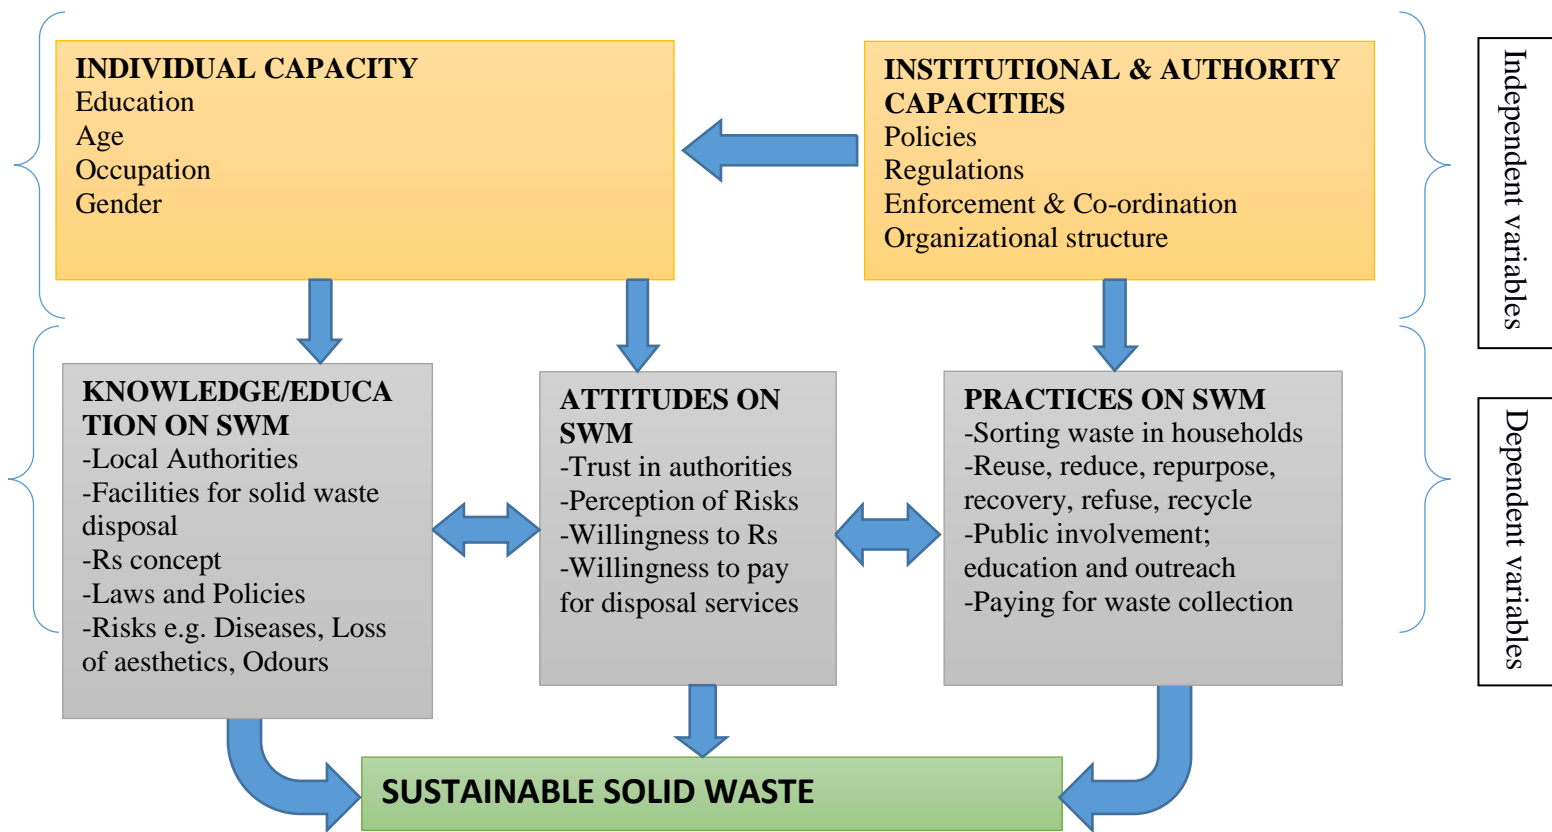 INDIVIDUAL CAPACITY
Education
Age
Occupation
Gender
INSTITUTIONAL & AUTHORITY
CAPACITIES
Policies
Regulations
Enforcement & Co-ordination
Organizational structure
Independent variables
KNOWLEDGE/EDUCA
TION ON SWM
-Local Authorities
-Facilities for solid waste
disposal
-Rs concept
-Laws and Policies
-Risks e.g. Diseases, Loss
of aesthetics, Odours
ATTITUDES ON
SWM
-Trust in authorities
-Perception of Risks
-Willingness to Rs
-Willingness to pay
for disposal services
PRACTICES ON SWM
-Sorting waste in households
-Reuse, reduce, repurpose,
recovery, refuse, recycle
-Public involvement;
education and outreach
-Paying for waste collection
Dependent variables
SUSTAINABLE SOLID WASTE